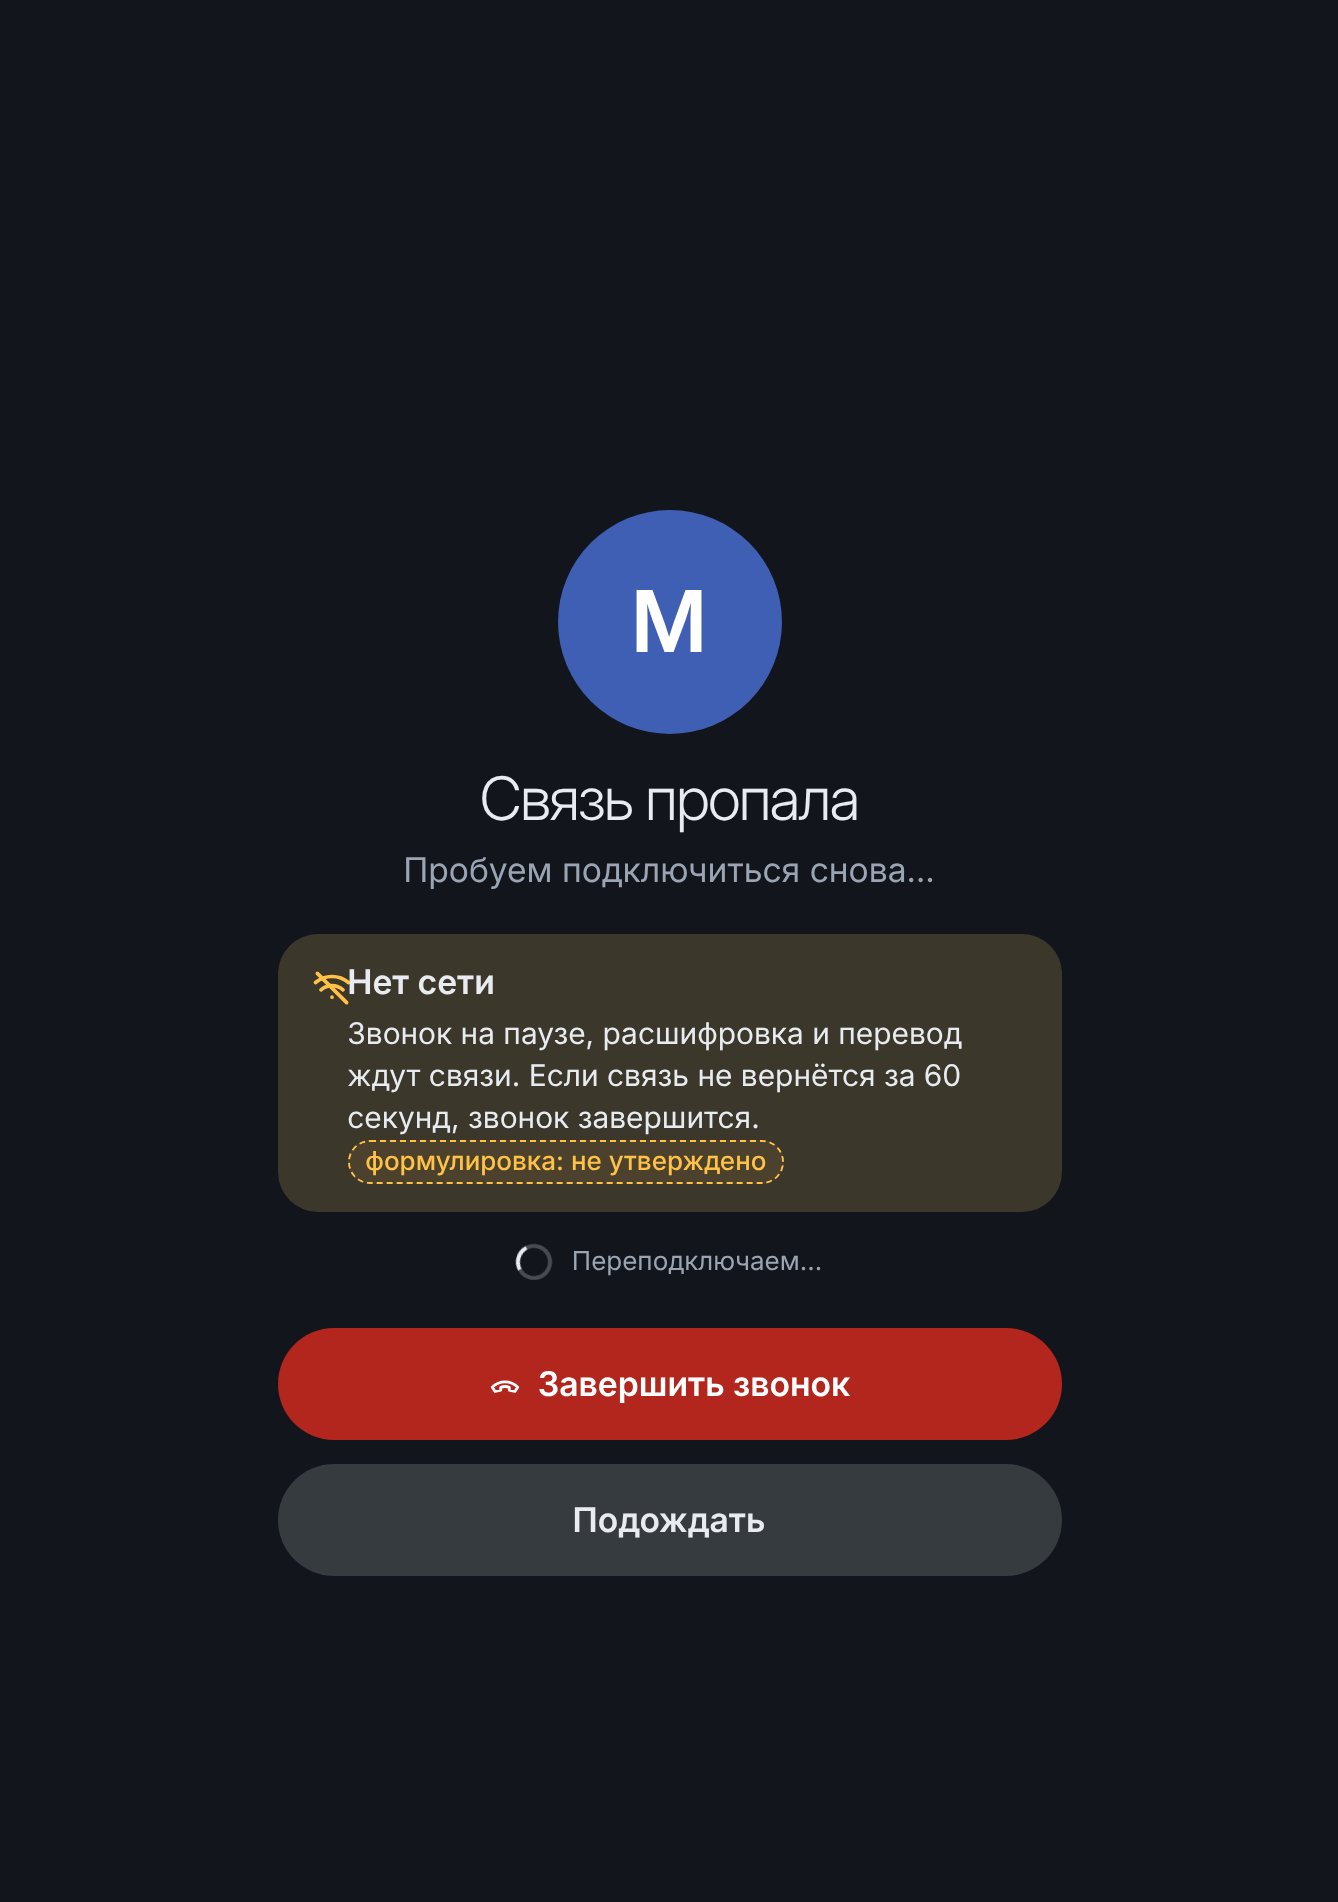 М
Связь пропала
Пробуем подключиться снова...
Нет сети
Звонок на паузе, расшифровка и перевод
ждут связи. Если связь не вернётся за 60
секунд, звонок завершится.
формулировка: не утверждено
Переподключаем...
Завершить звонок
Подождать